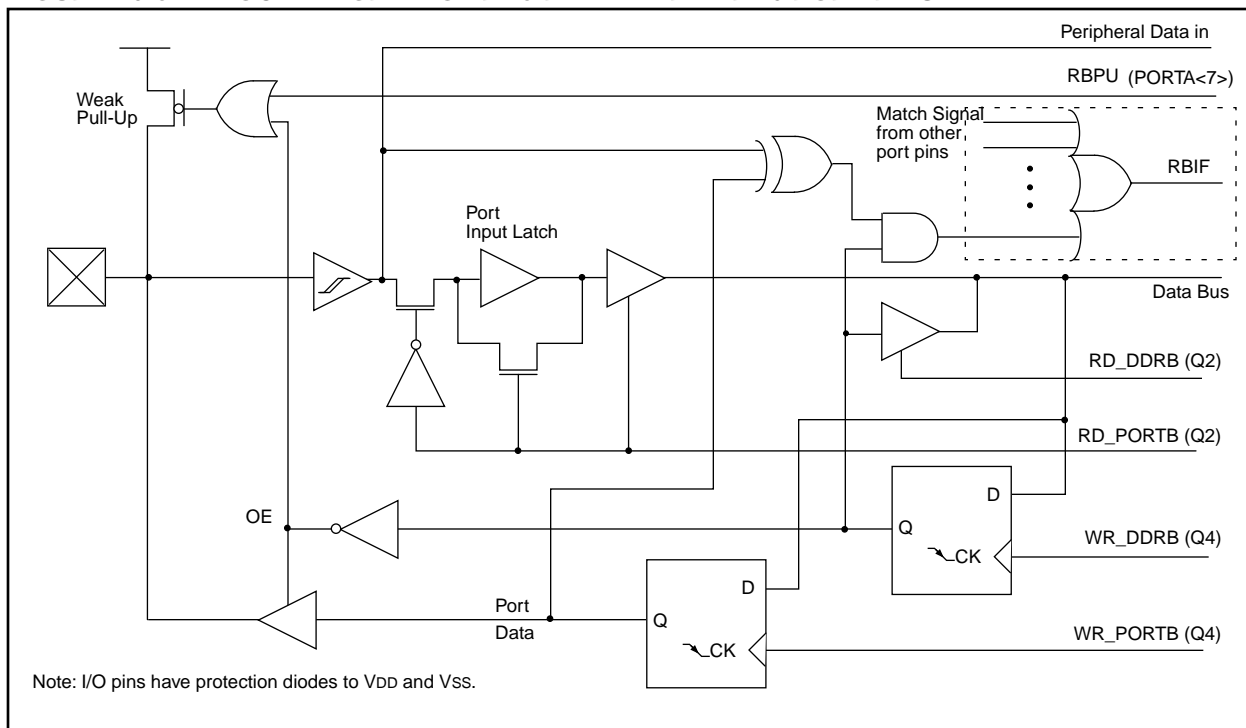 Peripheral Data in
RBPU (PORTA<7>)
Weak
Pull-Up
Match Signal
from other
port pins
RBIF
Port
Input Latch
Data Bus
RD_DDRB (Q2)
RD_PORTB (Q2)
D
OE
Q
CK
WR_DDRB (Q4)
D
Port
Data
Q
CK
WR_PORTB (Q4)
Note: I/O pins have protection diodes to VDD and VSS.